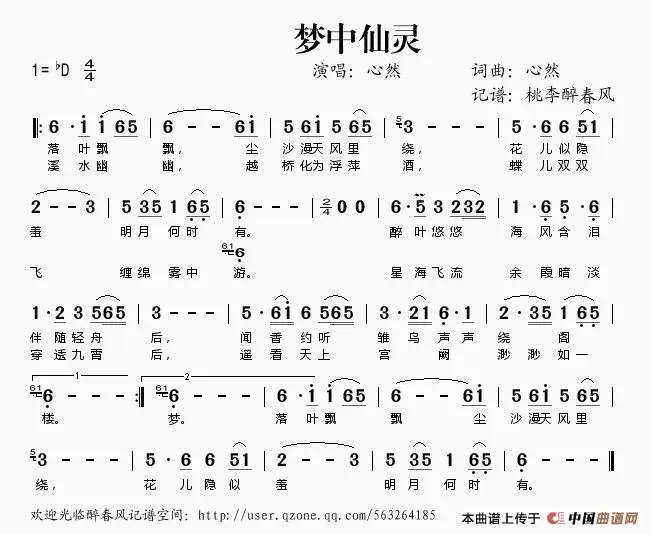 梦中仙灵
1=♭D 4/4 演唱：心然 词曲：心然
记谱：桃李醉春风
‖: 6· i i 65 | 6 - - 6i | 5 6i 65 | 5 3 - - - | 5·6 6 51 |
落叶飘 飘，尘 沙漫天风里 绕，花儿似隐
溪水幽 幽，越 桥化为浮萍 酒，蝶儿双双
2 - - 3 | 5 35 1 65 | 6 - - - | 2/4 0 0 | 6·5 3 232 | 1·6 5·6 |
羞 明月何时 有。 醉叶悠悠 海风含泪
61 6
飞 缠绵雾中 游。 星海飞流 余霞暗淡
1·2 3 565 | 3 - - - | 5·6i 6 565 | 3·23 6·1 | 2·35 1 65 |
伴随轻舟 后，闻香约听 雏鸟声声 绕阁
穿透九霄 后，遥看天上 宫阙 渺渺如一
1 2
61 6 - - - :‖ 61 6 - - - | 6· i i 65 | 6 - - 6i | 5 6i 65 |
楼。 梦。 落叶飘 飘 尘 沙漫天风里
5 3 - - - | 5·6 6 51 | 2 - - 3 | 5 35 1 65 | 6 - - - ‖
绕，花儿隐似 羞 明月何时 有。
欢迎光临醉春风记谱空间：http://user.qzone.qq.com/563264185 本曲谱上传于 中国曲谱网